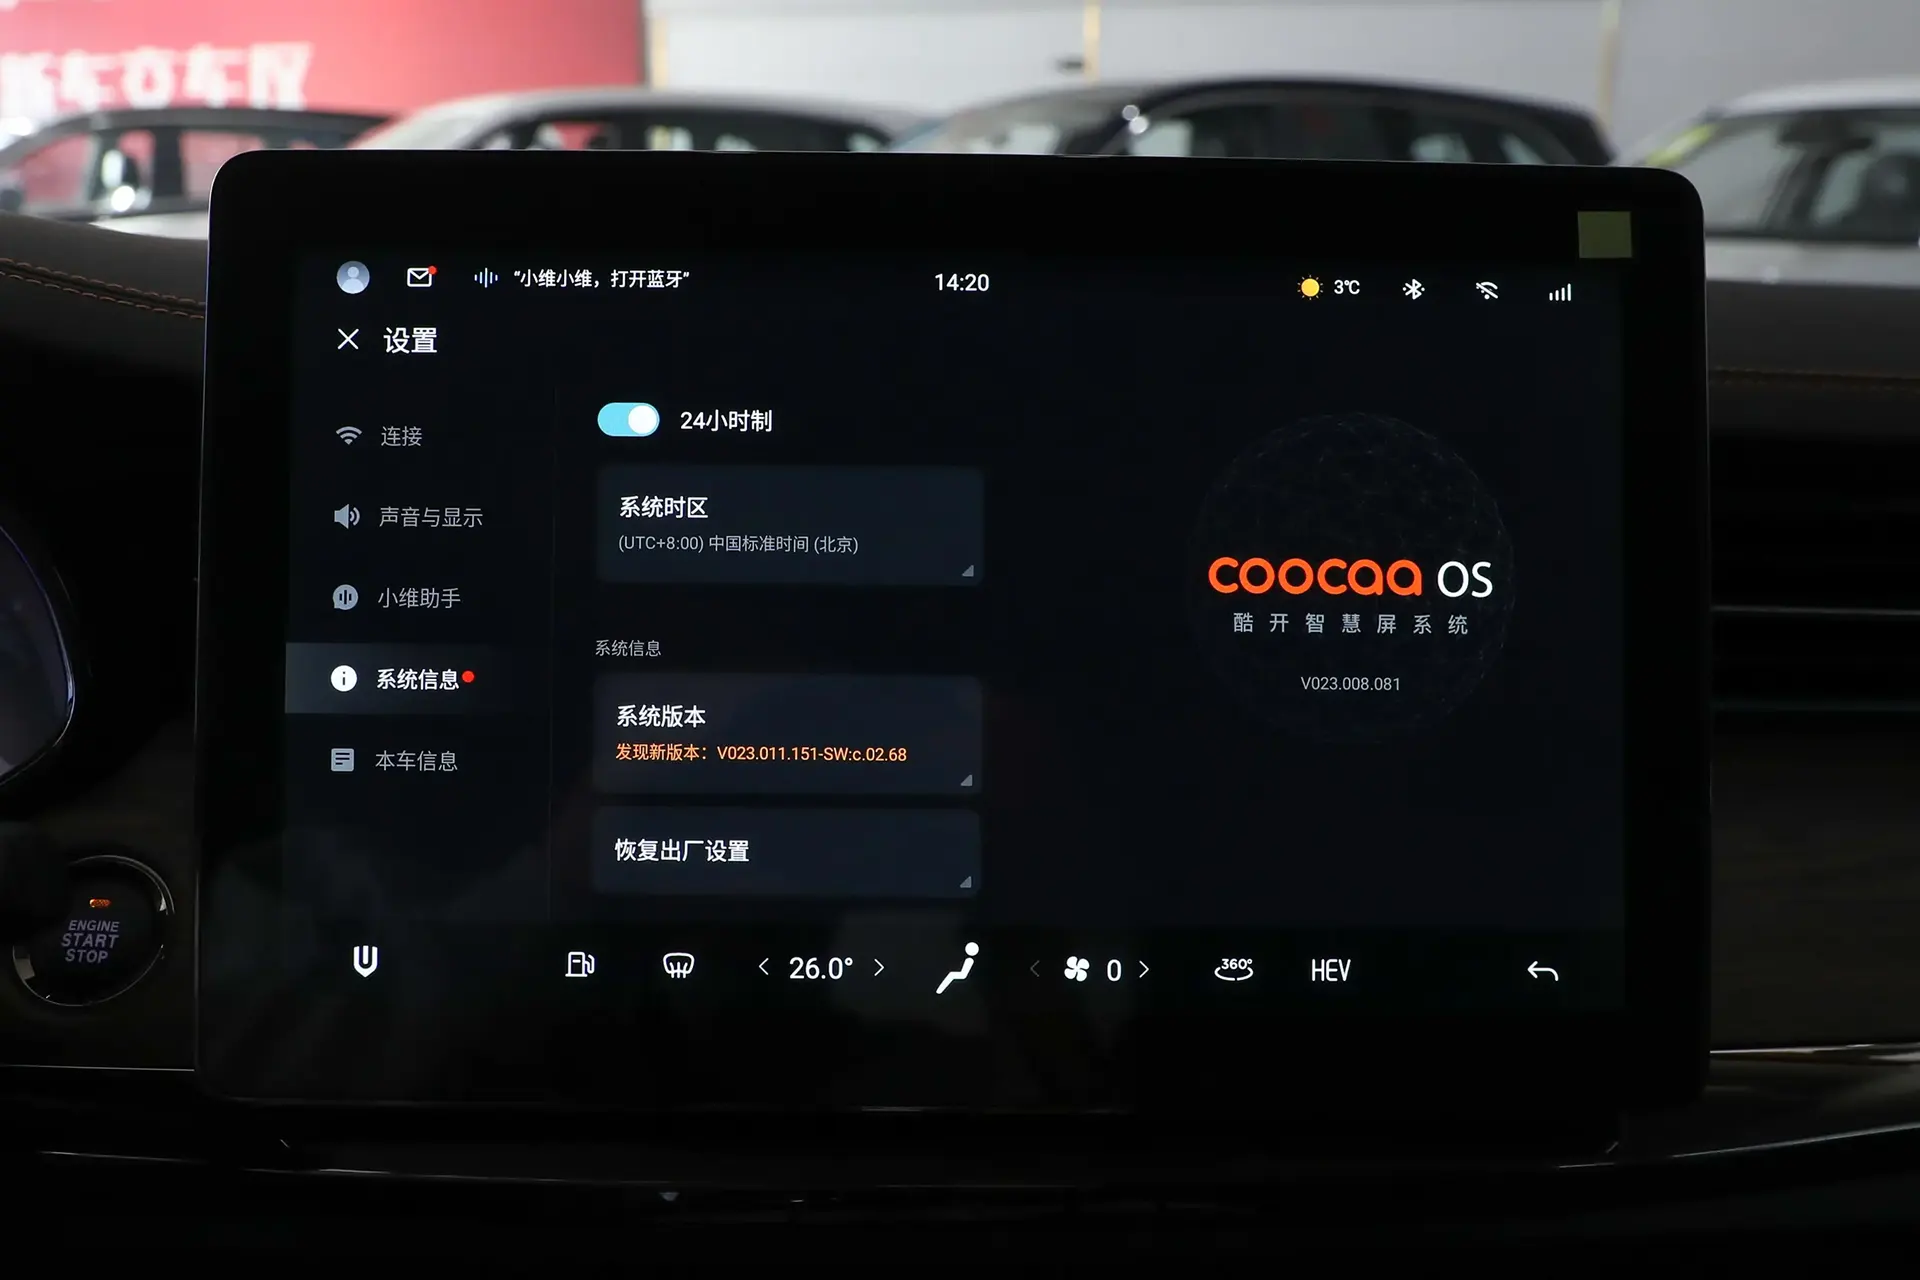 “小维小维，打开蓝牙”
14:20
3℃
设置
连接
声音与显示
小维助手
系统信息
本车信息
24小时制
系统时区
(UTC+8:00) 中国标准时间 (北京)
系统信息
系统版本
发现新版本：V023.011.151-SW:c.02.68
恢复出厂设置
coocaa OS
酷开智慧屏系统
V023.008.081
ENGINE
START
STOP
26.0°
0
360°
HEV